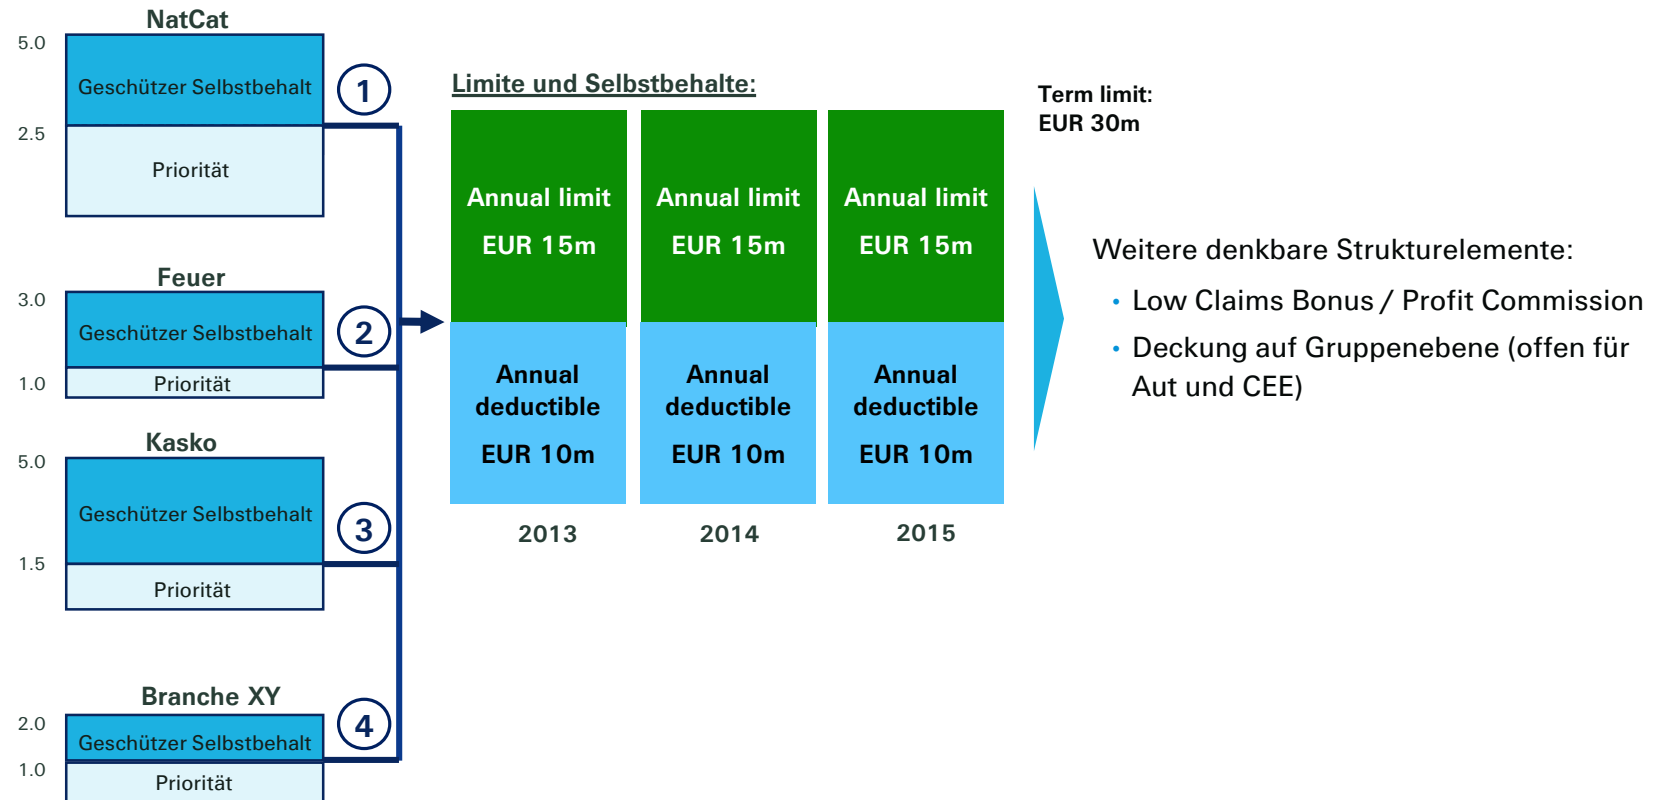 NatCat
5.0
Geschützer Selbstbehalt
1
2.5
Priorität
Feuer
3.0
Geschützer Selbstbehalt
2
1.0
Priorität
Kasko
5.0
Geschützer Selbstbehalt
3
1.5
Priorität
Branche XY
2.0
Geschützer Selbstbehalt
4
1.0
Priorität
Limite und Selbstbehalte:
Annual limit
EUR 15m
Annual limit
EUR 15m
Annual limit
EUR 15m
Annual
deductible
EUR 10m
Annual
deductible
EUR 10m
Annual
deductible
EUR 10m
2013
2014
2015
Term limit:
EUR 30m
Weitere denkbare Strukturelemente:
• Low Claims Bonus / Profit Commission
• Deckung auf Gruppenebene (offen für
Aut und CEE)